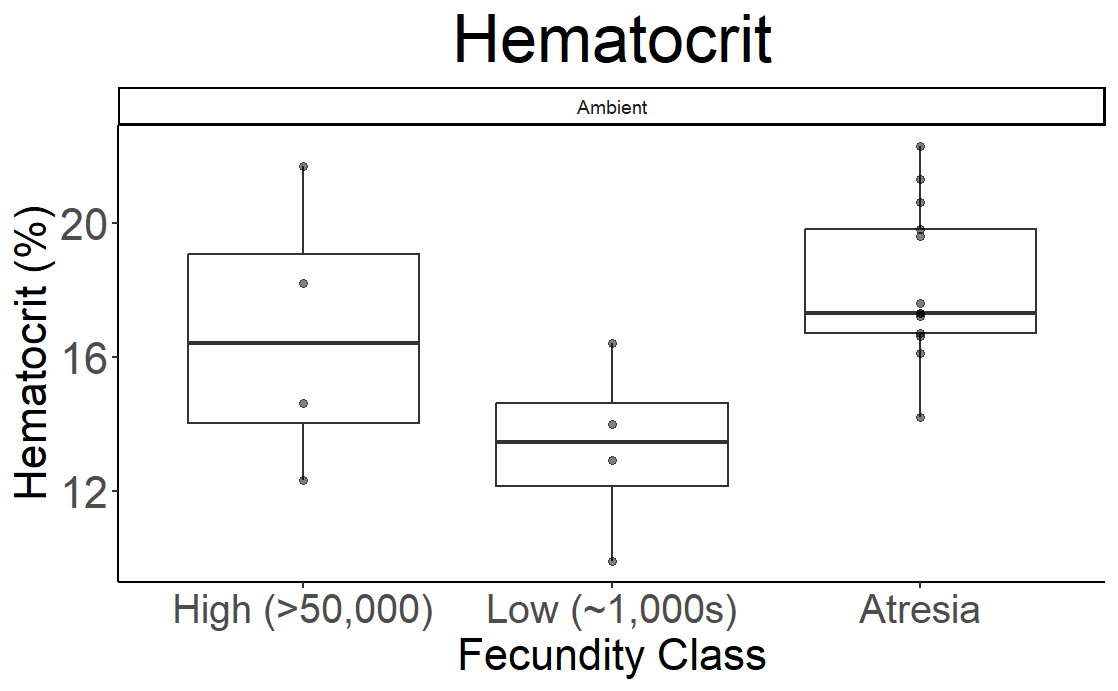 Hematocrit
Ambient
Hematocrit (%)
20
16
12
High (>50,000) Low (~1,000s) Atresia
Fecundity Class